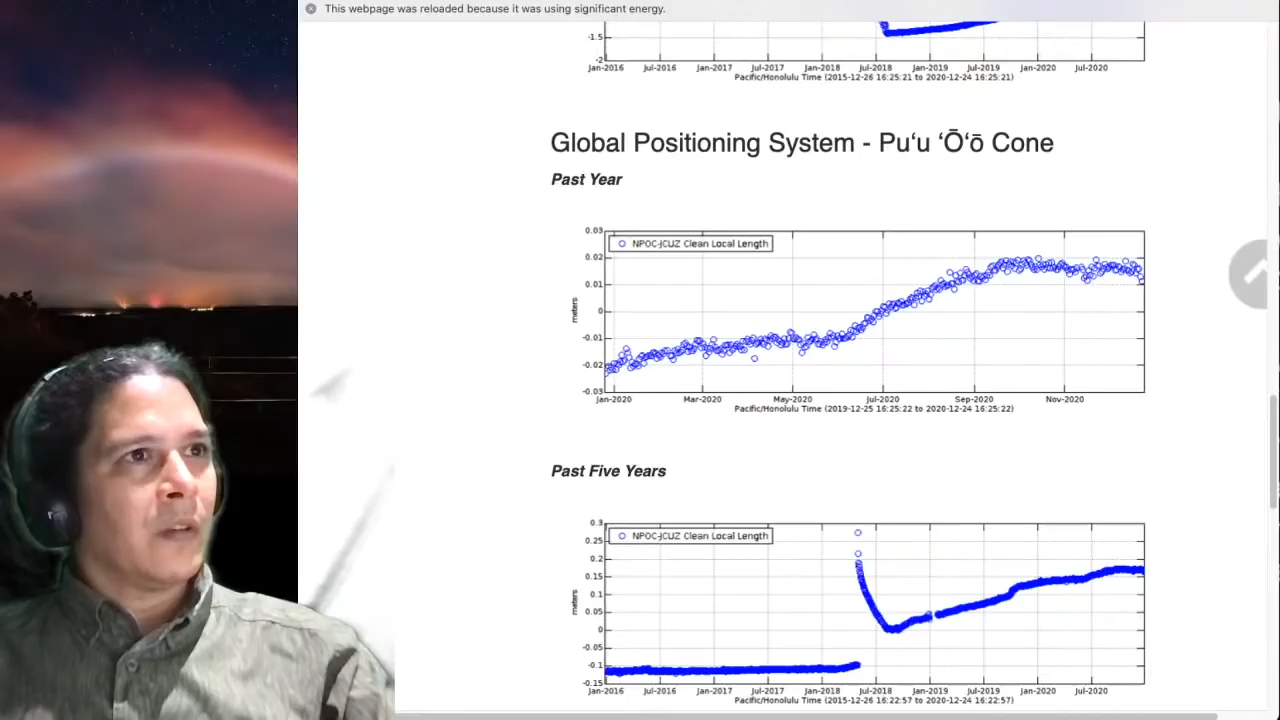 This webpage was reloaded because it was using significant energy.
-1.5
-2
Jan-2016 Jul-2016 Jan-2017 Jul-2017 Jan-2018 Jul-2018 Jan-2019 Jul-2019 Jan-2020 Jul-2020
Pacific/Honolulu Time (2015-12-26 16:25:21 to 2020-12-24 16:25:21)
Global Positioning System - Puʻu ʻŌʻō Cone
Past Year
NPOC-JCUZ Clean Local Length
0.03
0.02
0.01
0
-0.01
-0.02
-0.03
meters
Jan-2020 Mar-2020 May-2020 Jul-2020 Sep-2020 Nov-2020
Pacific/Honolulu Time (2019-12-25 16:25:22 to 2020-12-24 16:25:22)
Past Five Years
NPOC-JCUZ Clean Local Length
0.3
0.25
0.2
0.15
0.1
0.05
0
-0.05
-0.1
-0.15
meters
Jan-2016 Jul-2016 Jan-2017 Jul-2017 Jan-2018 Jul-2018 Jan-2019 Jul-2019 Jan-2020 Jul-2020
Pacific/Honolulu Time (2015-12-26 16:22:57 to 2020-12-24 16:22:57)